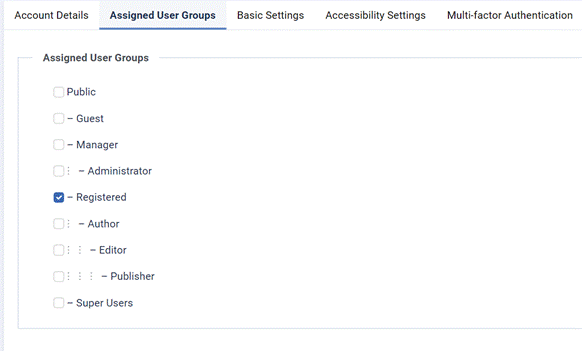 Account Details Assigned User Groups Basic Settings Accessibility Settings Multi-factor Authentication
Assigned User Groups
Public
– Guest
– Manager
⋮ – Administrator
– Registered
⋮ – Author
⋮ ⋮ – Editor
⋮ ⋮ ⋮ – Publisher
– Super Users